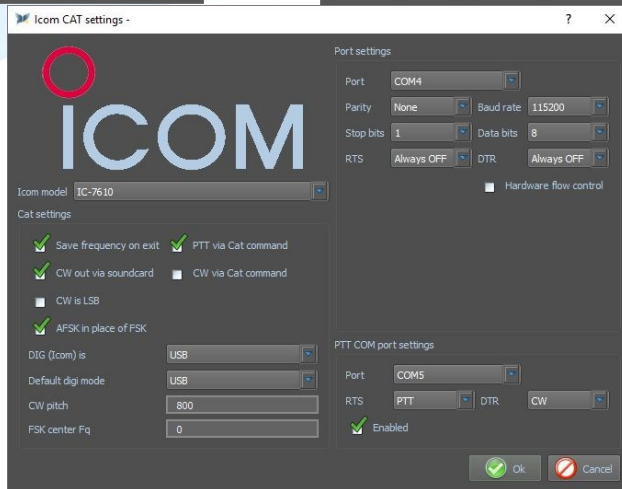 Icom CAT settings -
? X
ICOM
Icom model IC-7610
Cat settings
Save frequency on exit PTT via Cat command
CW out via soundcard CW via Cat command
CW is LSB
AFSK in place of FSK
DIG (Icom) is USB
Default digi mode USB
CW pitch 800
FSK center Fq 0
Port settings
Port COM4
Parity None Baud rate 115200
Stop bits 1 Data bits 8
RTS Always OFF DTR Always OFF
Hardware flow control
PTT COM port settings
Port COM5
RTS PTT DTR CW
Enabled
Ok Cancel